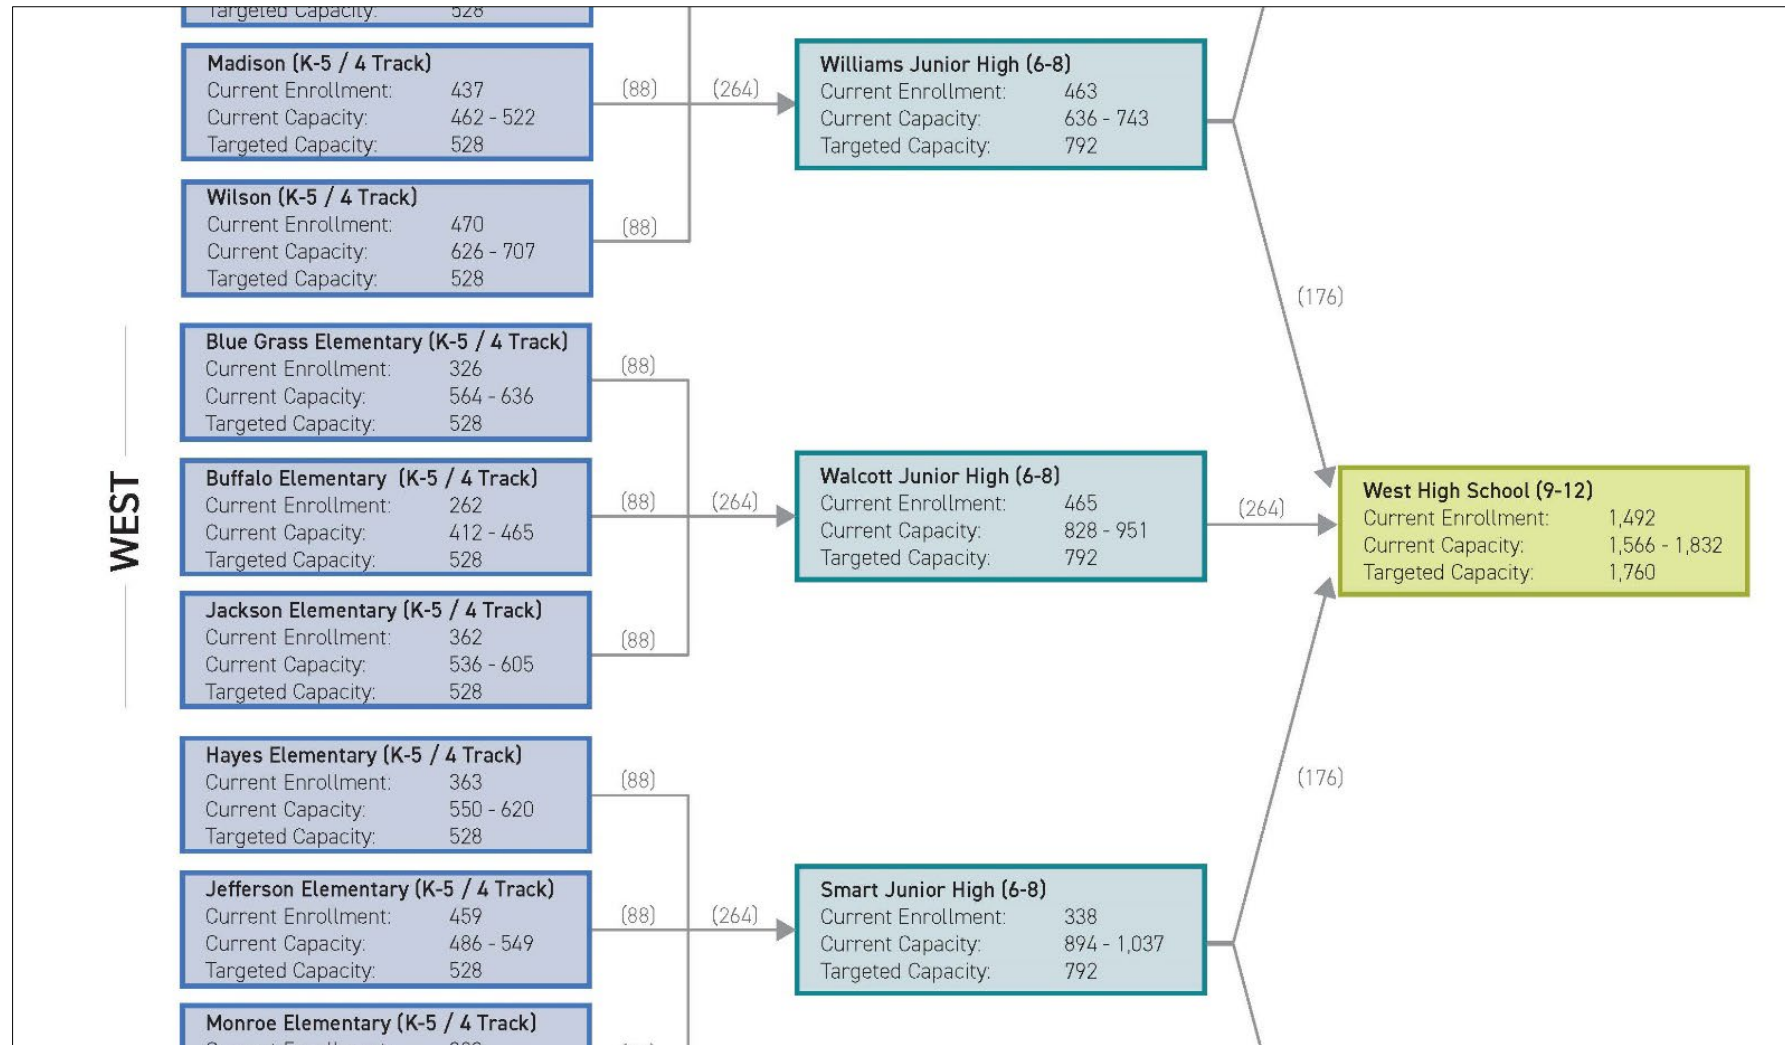 Targeted Capacity: 528
Madison (K-5 / 4 Track)
Current Enrollment: 437
Current Capacity: 462 - 522
Targeted Capacity: 528
(88)
(264)
Williams Junior High (6-8)
Current Enrollment: 463
Current Capacity: 636 - 743
Targeted Capacity: 792
Wilson (K-5 / 4 Track)
Current Enrollment: 470
Current Capacity: 626 - 707
Targeted Capacity: 528
(88)
(176)
WEST
Blue Grass Elementary (K-5 / 4 Track)
Current Enrollment: 326
Current Capacity: 564 - 636
Targeted Capacity: 528
(88)
Buffalo Elementary (K-5 / 4 Track)
Current Enrollment: 262
Current Capacity: 412 - 465
Targeted Capacity: 528
(88)
(264)
Walcott Junior High (6-8)
Current Enrollment: 465
Current Capacity: 828 - 951
Targeted Capacity: 792
(264)
West High School (9-12)
Current Enrollment: 1,492
Current Capacity: 1,566 - 1,832
Targeted Capacity: 1,760
Jackson Elementary (K-5 / 4 Track)
Current Enrollment: 362
Current Capacity: 536 - 605
Targeted Capacity: 528
(88)
Hayes Elementary (K-5 / 4 Track)
Current Enrollment: 363
Current Capacity: 550 - 620
Targeted Capacity: 528
(88)
(176)
Jefferson Elementary (K-5 / 4 Track)
Current Enrollment: 459
Current Capacity: 486 - 549
Targeted Capacity: 528
(88)
(264)
Smart Junior High (6-8)
Current Enrollment: 338
Current Capacity: 894 - 1,037
Targeted Capacity: 792
Monroe Elementary (K-5 / 4 Track)